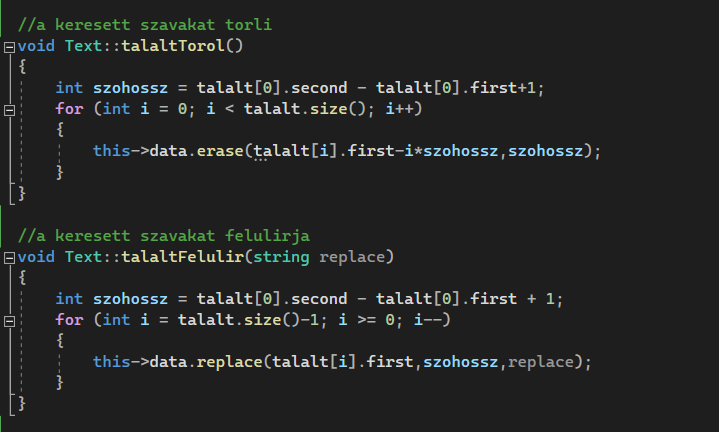 //a keresett szavakat torli
void Text::talaltTorol()
{
    int szohossz = talalt[0].second - talalt[0].first+1;
    for (int i = 0; i < talalt.size(); i++)
    {
        this->data.erase(talalt[i].first-i*szohossz,szohossz);
    }
}
//a keresett szavakat felulirja
void Text::talaltFelulir(string replace)
{
    int szohossz = talalt[0].second - talalt[0].first + 1;
    for (int i = talalt.size()-1; i >= 0; i--)
    {
        this->data.replace(talalt[i].first,szohossz,replace);
    }
}